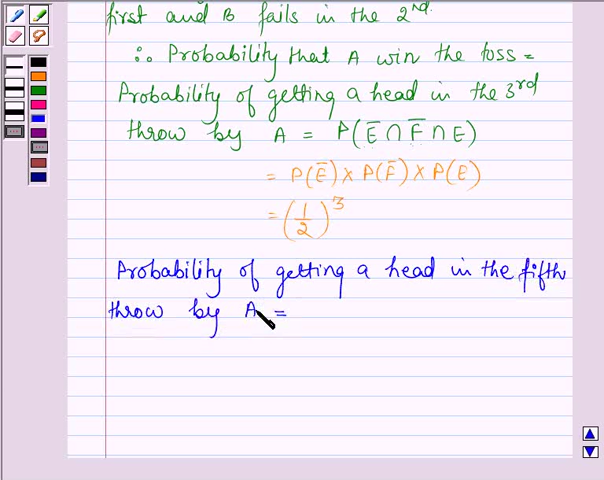 first and B fails in the 2nd.
∴ Probability that A win the toss =
Probability of getting a head in the 3rd
throw by A = P(E̅ ∩ F̅ ∩ E)
= P(E̅) × P(F̅) × P(E)
= (1/2)^3
Probability of getting a head in the fifth
throw by A =